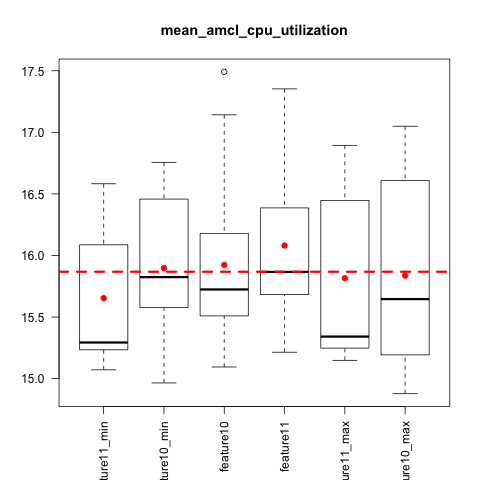 mean_amcl_cpu_utilization
17.5
17.0
16.5
16.0
15.5
15.0
ture11_min
ture10_min
feature10
feature11
ure11_max
ure10_max